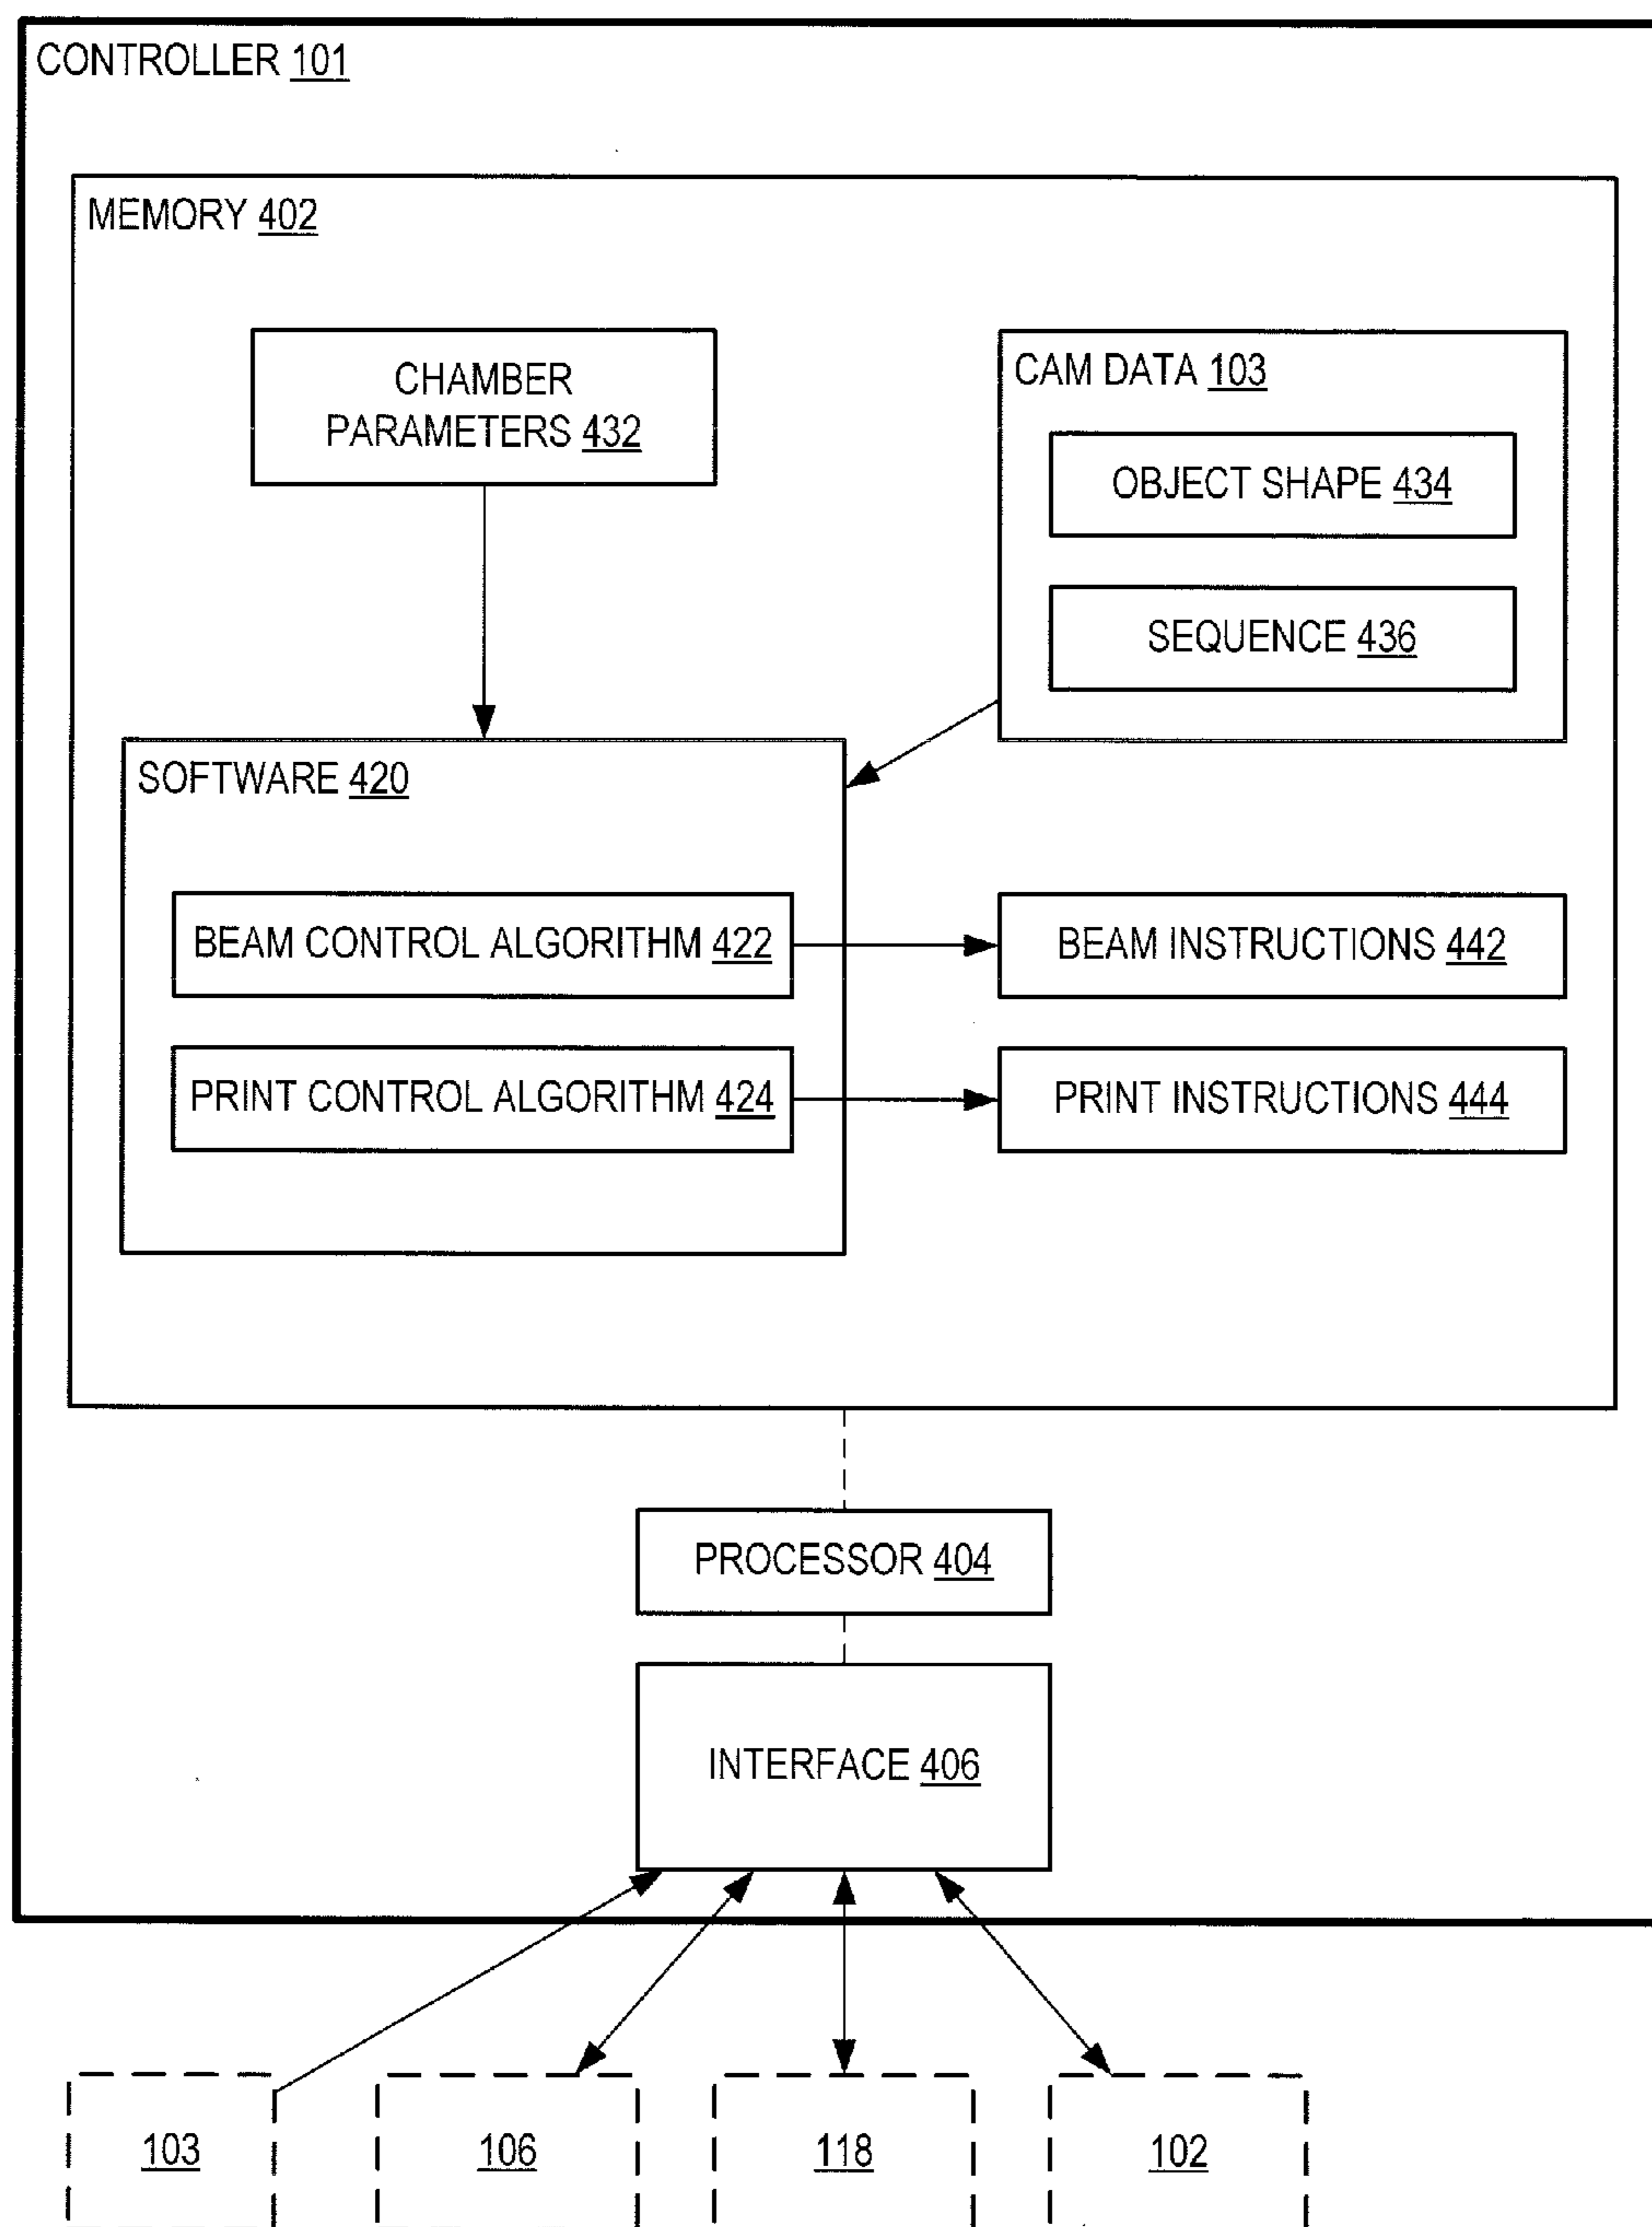 CONTROLLER 101
MEMORY 402
CHAMBER
PARAMETERS 432
CAM DATA 103
OBJECT SHAPE 434
SEQUENCE 436
SOFTWARE 420
BEAM CONTROL ALGORITHM 422
BEAM INSTRUCTIONS 442
PRINT CONTROL ALGORITHM 424
PRINT INSTRUCTIONS 444
PROCESSOR 404
INTERFACE 406
103
106
118
102